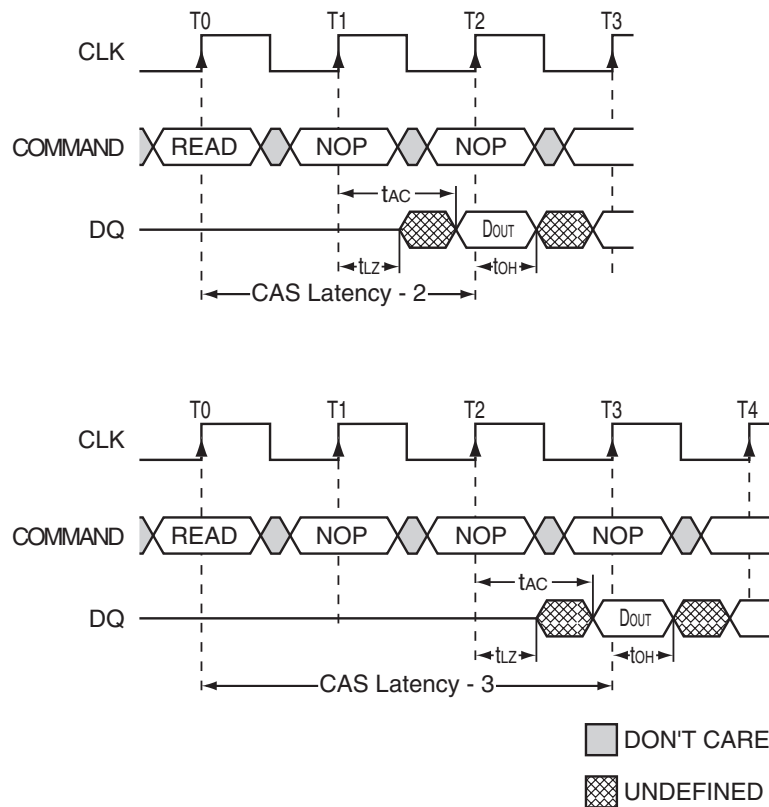 T0 T1 T2 T3
CLK
COMMAND READ NOP NOP
tAC
DQ DOUT
tLZ tOH
CAS Latency - 2
T0 T1 T2 T3 T4
CLK
COMMAND READ NOP NOP NOP
tAC
DQ DOUT
tLZ tOH
CAS Latency - 3
DON'T CARE
UNDEFINED